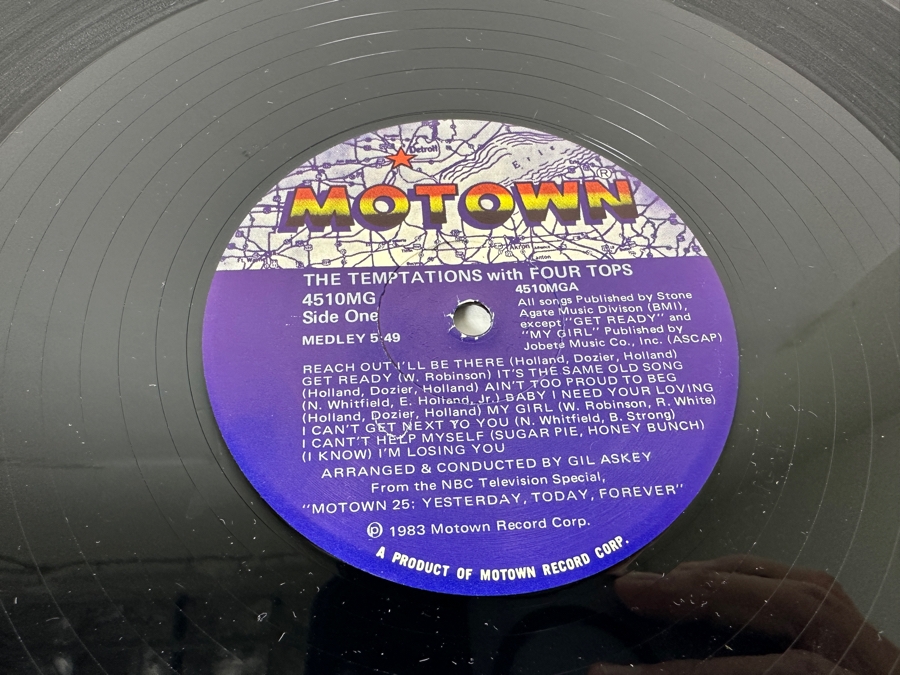 Detroit
Erie
MOTOWN®
Akron
THE TEMPTATIONS with FOUR TOPS
4510MG
4510MGA
Side One
MEDLEY 5:49
All songs Published by Stone
Agate Music Divison (BMI),
except "GET READY" and
"MY GIRL" Published by
Jobete Music Co., Inc. (ASCAP)
REACH OUT I'LL BE THERE (Holland, Dozier, Holland)
GET READY (W. Robinson) IT'S THE SAME OLD SONG
(Holland, Dozier, Holland) AIN'T TOO PROUD TO BEG
(N. Whitfield, E. Holland, Jr.) BABY I NEED YOUR LOVING
(Holland, Dozier, Holland) MY GIRL (W. Robinson, R. White)
I CAN'T GET NEXT TO YOU (N. Whitfield, B. Strong)
I CANT'T HELP MYSELF (SUGAR PIE, HONEY BUNCH)
(I KNOW) I'M LOSING YOU
ARRANGED & CONDUCTED BY GIL ASKEY
From the NBC Television Special,
"MOTOWN 25: YESTERDAY, TODAY, FOREVER"
℗ 1983 Motown Record Corp.
A PRODUCT OF MOTOWN RECORD CORP.